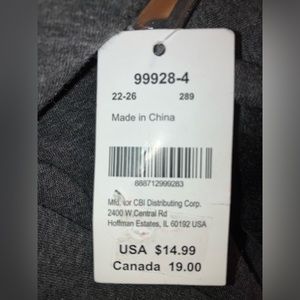 99928-4
22-26 289
Made in China
888712999283
Mfd. for CBI Distributing Corp.
2400 W.Central Rd
Hoffman Estates, IL 60192 USA
USA $14.99
Canada 19.00